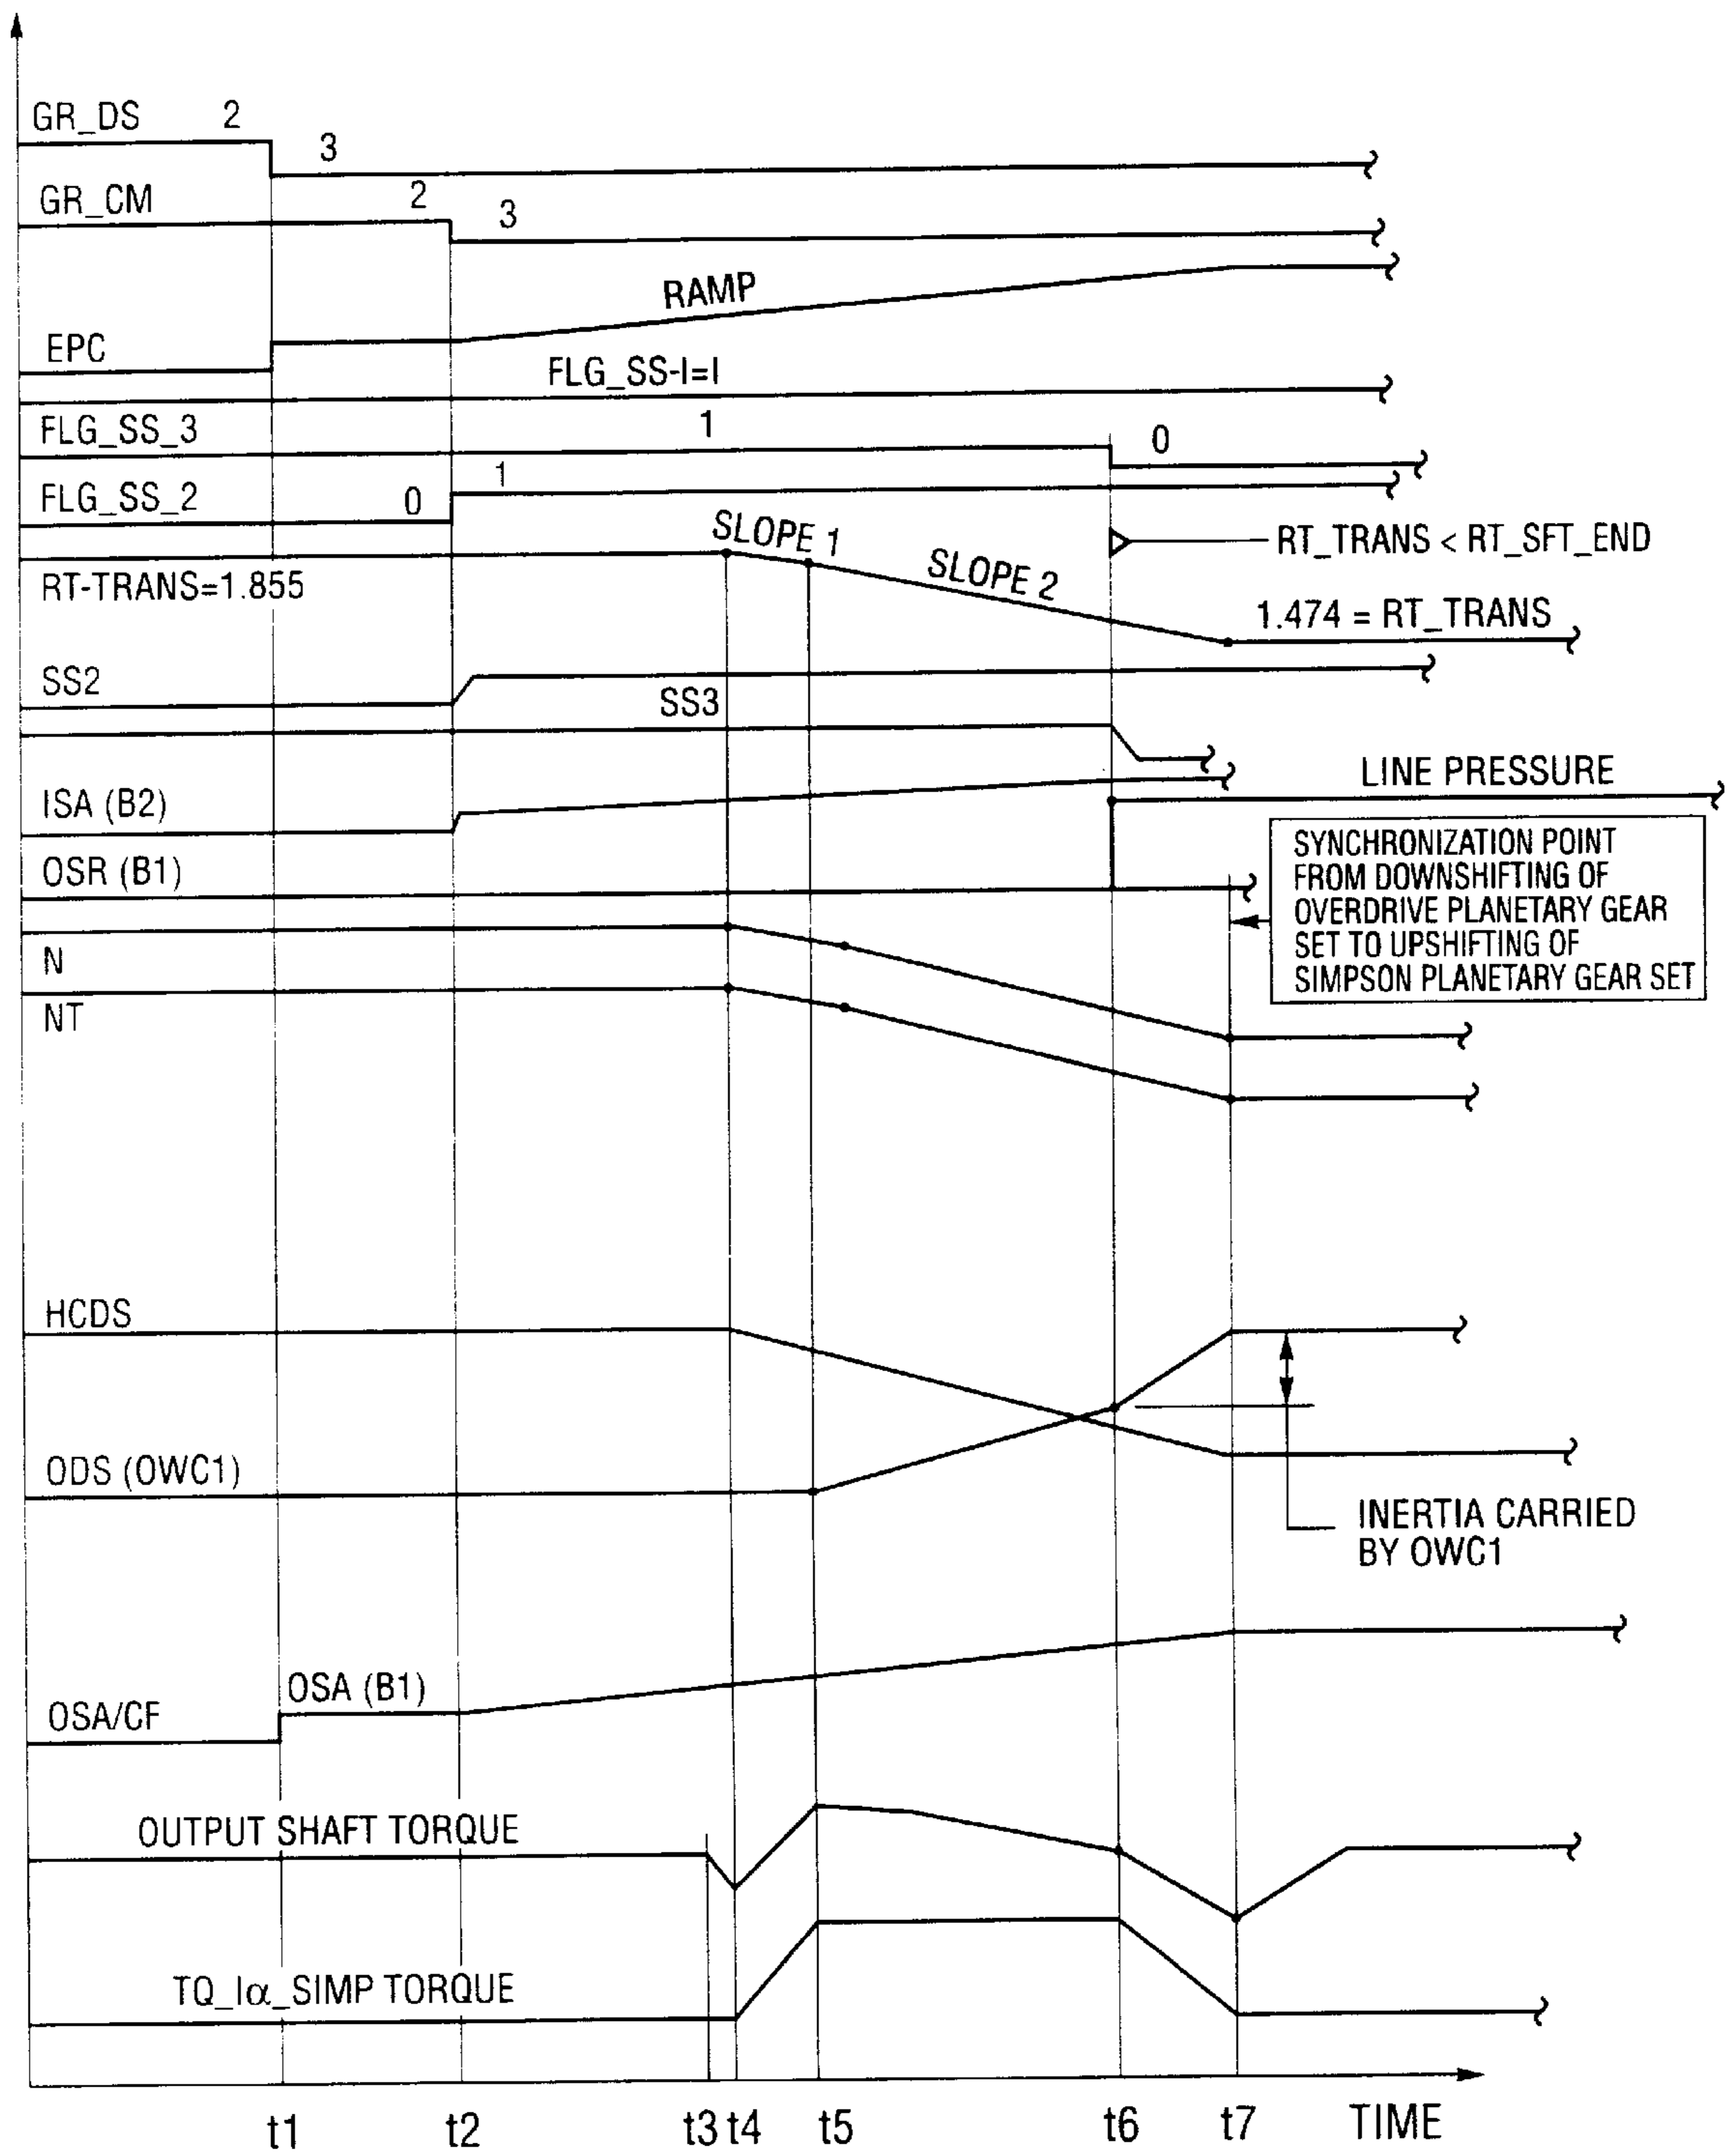 GR_DS 2
3
GR_CM 2
3
RAMP
EPC
FLG_SS-I=I
FLG_SS_3 1
0
FLG_SS_2 0 1
SLOPE 1
RT_TRANS < RT_SFT_END
SLOPE 2
RT-TRANS=1.855
1.474 = RT_TRANS
SS2
SS3
LINE PRESSURE
ISA (B2)
SYNCHRONIZATION POINT
FROM DOWNSHIFTING OF
OVERDRIVE PLANETARY GEAR
SET TO UPSHIFTING OF
SIMPSON PLANETARY GEAR SET
OSR (B1)
N
NT
HCDS
ODS (OWC1)
INERTIA CARRIED
BY OWC1
OSA (B1)
OSA/CF
OUTPUT SHAFT TORQUE
TQ_Iα_SIMP TORQUE
t1 t2 t3 t4 t5 t6 t7 TIME